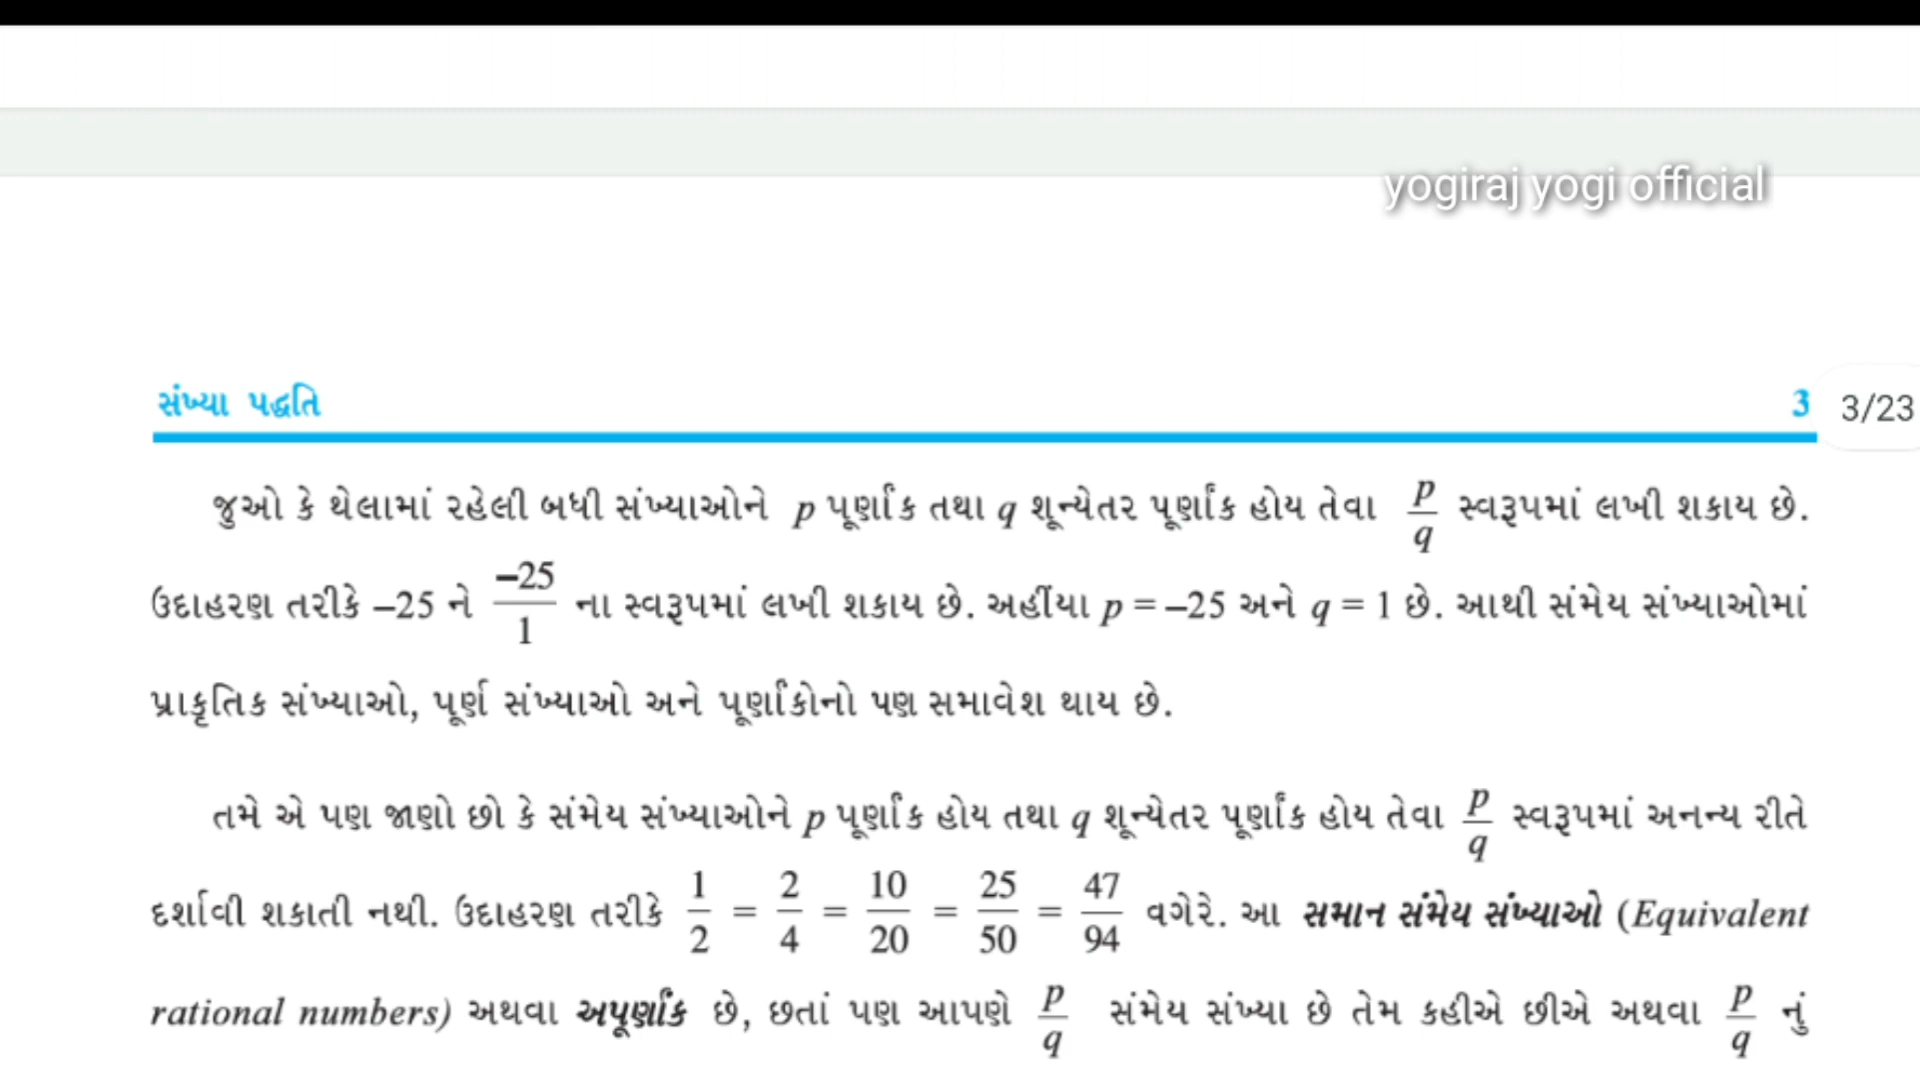 yogiraj yogi official
સંખ્યા પદ્ધતિ 3 3/23
જુઓ કે થેલામાં રહેલી બધી સંખ્યાઓને p પૂર્ણાંક તથા q શૂન્યેતર પૂર્ણાંક હોય તેવા p/q સ્વરૂપમાં લખી શકાય છે.
ઉદાહરણ તરીકે –25 ને –25/1 ના સ્વરૂપમાં લખી શકાય છે. અહીંયા p = –25 અને q = 1 છે. આથી સંમેય સંખ્યાઓમાં
પ્રાકૃતિક સંખ્યાઓ, પૂર્ણ સંખ્યાઓ અને પૂર્ણાંકોનો પણ સમાવેશ થાય છે.
તમે એ પણ જાણો છો કે સંમેય સંખ્યાઓને p પૂર્ણાંક હોય તથા q શૂન્યેતર પૂર્ણાંક હોય તેવા p/q સ્વરૂપમાં અનન્ય રીતે
દર્શાવી શકાતી નથી. ઉદાહરણ તરીકે 1/2 = 2/4 = 10/20 = 25/50 = 47/94 વગેરે. આ સમાન સંમેય સંખ્યાઓ (Equivalent
rational numbers) અથવા અપૂર્ણાંક છે, છતાં પણ આપણે p/q સંમેય સંખ્યા છે તેમ કહીએ છીએ અથવા p/q નું